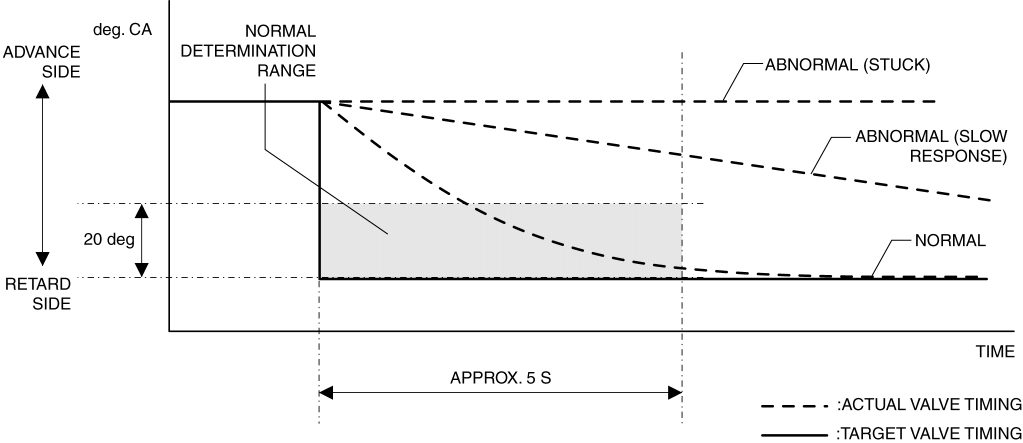 deg. CA
ADVANCE
SIDE
NORMAL
DETERMINATION
RANGE
ABNORMAL (STUCK)
ABNORMAL (SLOW
RESPONSE)
20 deg
NORMAL
RETARD
SIDE
TIME
APPROX. 5 S
:ACTUAL VALVE TIMING
:TARGET VALVE TIMING